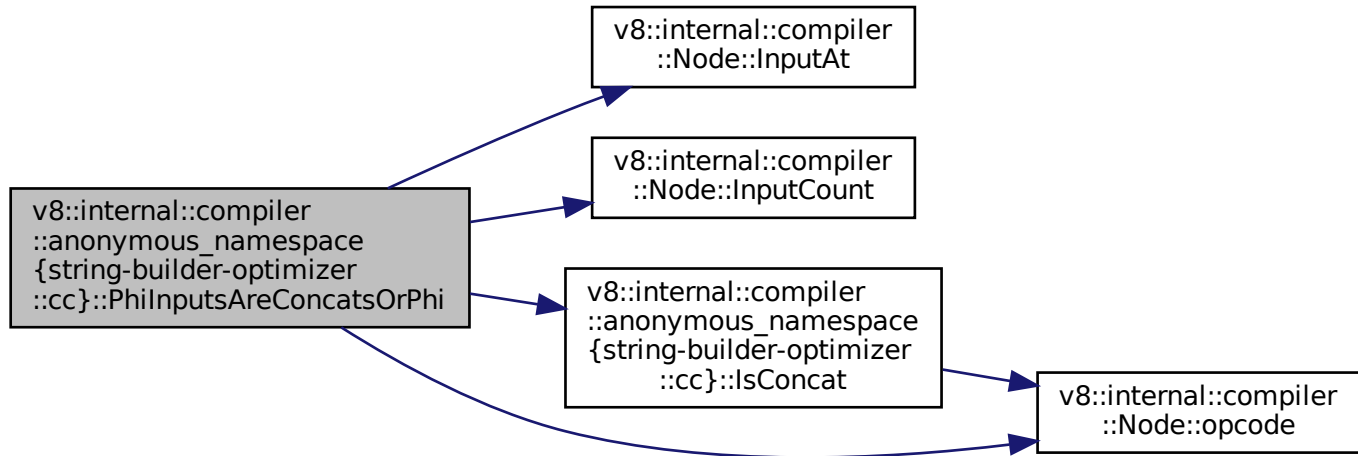 v8::internal::compiler
::Node::InputAt
v8::internal::compiler
::Node::InputCount
v8::internal::compiler
::anonymous_namespace
{string-builder-optimizer
::cc}::PhiInputsAreConcatsOrPhi
v8::internal::compiler
::anonymous_namespace
{string-builder-optimizer
::cc}::IsConcat
v8::internal::compiler
::Node::opcode